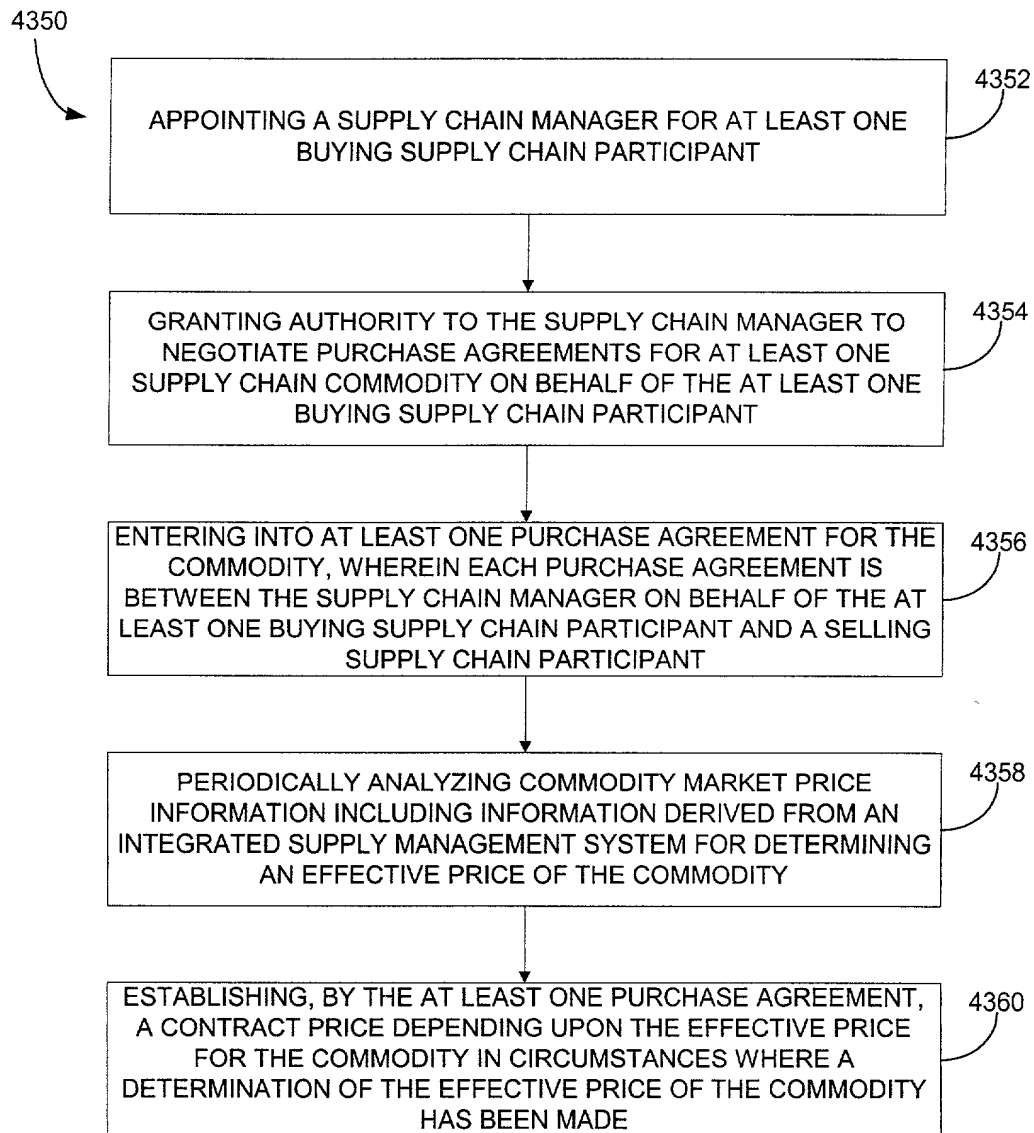 4350
APPOINTING A SUPPLY CHAIN MANAGER FOR AT LEAST ONE
BUYING SUPPLY CHAIN PARTICIPANT
4352
GRANTING AUTHORITY TO THE SUPPLY CHAIN MANAGER TO
NEGOTIATE PURCHASE AGREEMENTS FOR AT LEAST ONE
SUPPLY CHAIN COMMODITY ON BEHALF OF THE AT LEAST ONE
BUYING SUPPLY CHAIN PARTICIPANT
4354
ENTERING INTO AT LEAST ONE PURCHASE AGREEMENT FOR THE
COMMODITY, WHEREIN EACH PURCHASE AGREEMENT IS
BETWEEN THE SUPPLY CHAIN MANAGER ON BEHALF OF THE AT
LEAST ONE BUYING SUPPLY CHAIN PARTICIPANT AND A SELLING
SUPPLY CHAIN PARTICIPANT
4356
PERIODICALLY ANALYZING COMMODITY MARKET PRICE
INFORMATION INCLUDING INFORMATION DERIVED FROM AN
INTEGRATED SUPPLY MANAGEMENT SYSTEM FOR DETERMINING
AN EFFECTIVE PRICE OF THE COMMODITY
4358
ESTABLISHING, BY THE AT LEAST ONE PURCHASE AGREEMENT,
A CONTRACT PRICE DEPENDING UPON THE EFFECTIVE PRICE
FOR THE COMMODITY IN CIRCUMSTANCES WHERE A
DETERMINATION OF THE EFFECTIVE PRICE OF THE COMMODITY
HAS BEEN MADE
4360